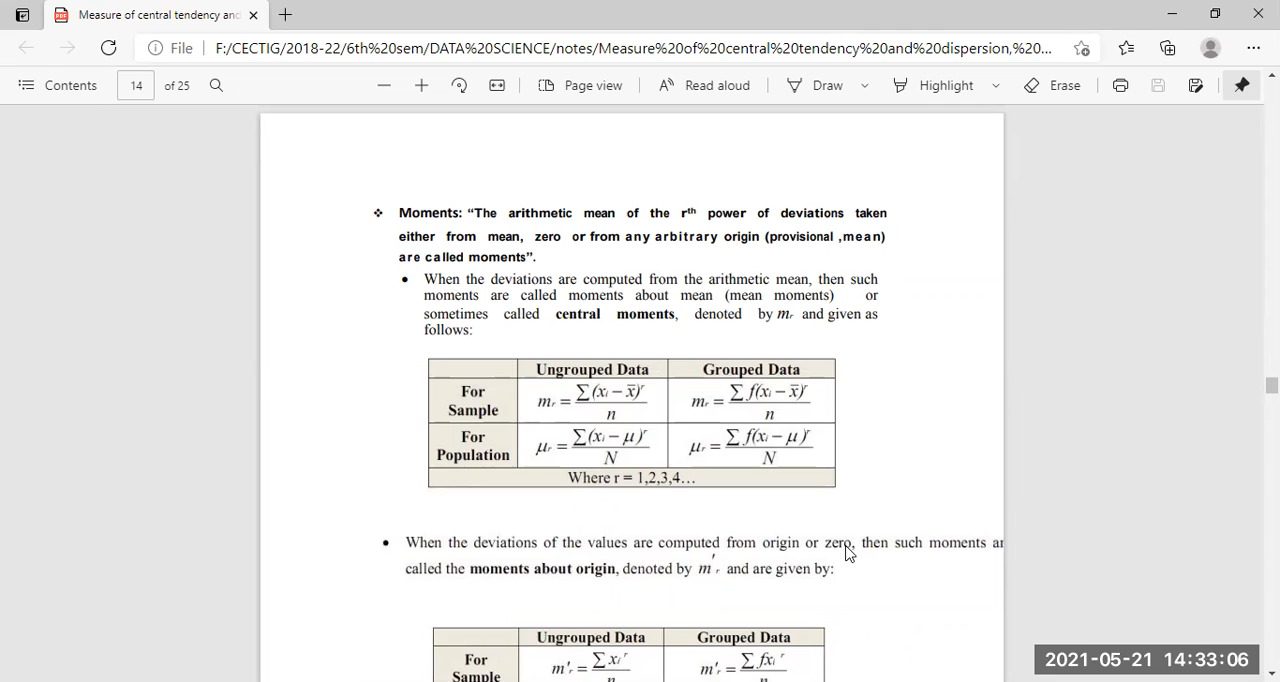 Measure of central tendency and
File F:/CECTIG/2018-22/6th%20sem/DATA%20SCIENCE/notes/Measure%20of%20central%20tendency%20and%20dispersion,%20...
Contents 14 of 25 Page view Read aloud Draw Highlight Erase
❖ Moments: “The arithmetic mean of the rth power of deviations taken
either from mean, zero or from any arbitrary origin (provisional ,mean)
are called moments”.
• When the deviations are computed from the arithmetic mean, then such
moments are called moments about mean (mean moments) or
sometimes called central moments, denoted by mr and given as
follows:
Ungrouped Data Grouped Data
For Sample mr = ∑(xi − x̄)^r / n mr = ∑ f(xi − x̄)^r / n
For Population μr = ∑(xi − μ)^r / N μr = ∑ f(xi − μ)^r / N
Where r = 1,2,3,4…
• When the deviations of the values are computed from origin or zero, then such moments ar
called the moments about origin, denoted by m′r and are given by:
Ungrouped Data Grouped Data
For Sample m′r = ∑ xi^r / n m′r = ∑ fxi^r / n
2021-05-21 14:33:06